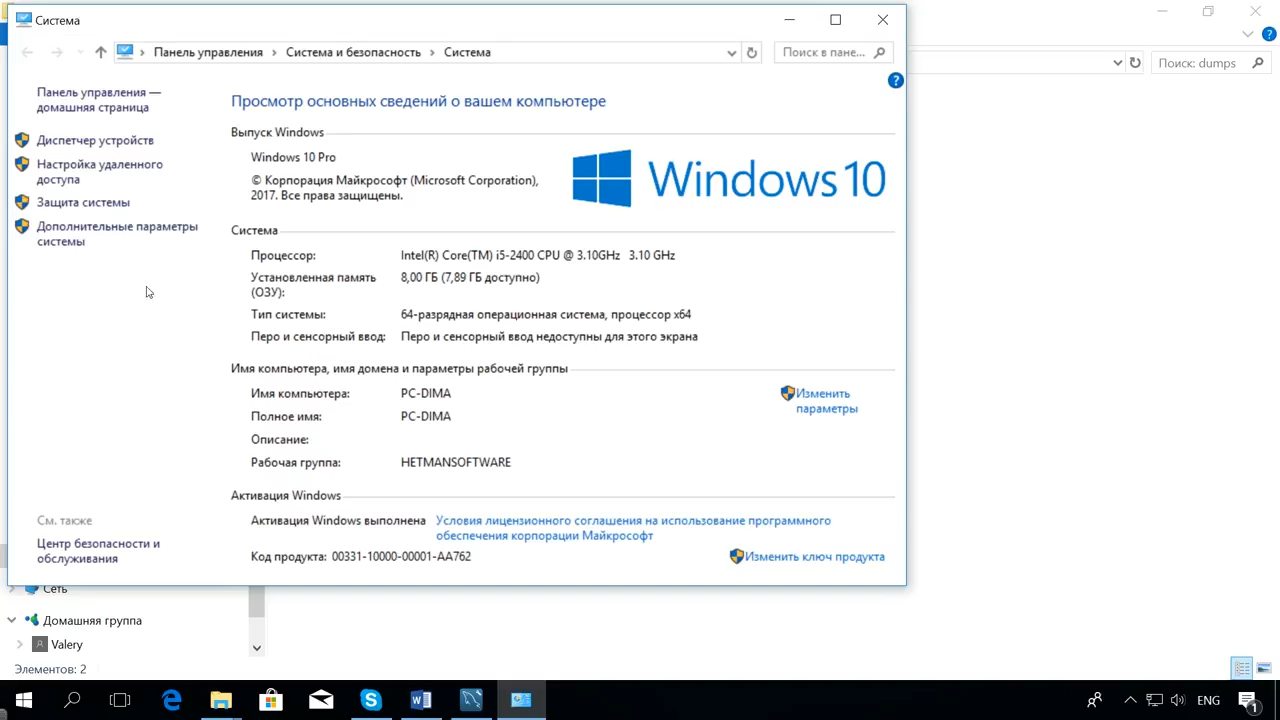 Система
Панель управления
Система и безопасность
Система
Поиск в пане...
Поиск: dumps
Панель управления —
домашняя страница
Диспетчер устройств
Настройка удаленного
доступа
Защита системы
Дополнительные параметры
системы
См. также
Центр безопасности и
обслуживания
Просмотр основных сведений о вашем компьютере
Выпуск Windows
Windows 10 Pro
© Корпорация Майкрософт (Microsoft Corporation),
2017. Все права защищены.
Windows 10
Система
Процессор: Intel(R) Core(TM) i5-2400 CPU @ 3.10GHz 3.10 GHz
Установленная память
(ОЗУ):
8,00 ГБ (7,89 ГБ доступно)
Тип системы: 64-разрядная операционная система, процессор x64
Перо и сенсорный ввод: Перо и сенсорный ввод недоступны для этого экрана
Имя компьютера, имя домена и параметры рабочей группы
Имя компьютера: PC-DIMA
Изменить
параметры
Полное имя: PC-DIMA
Описание:
Рабочая группа: HETMANSOFTWARE
Активация Windows
Активация Windows выполнена Условия лицензионного соглашения на использование программного
обеспечения корпорации Майкрософт
Код продукта: 00331-10000-00001-AA762 Изменить ключ продукта
Сеть
Домашняя группа
Valery
Элементов: 2
ENG
1